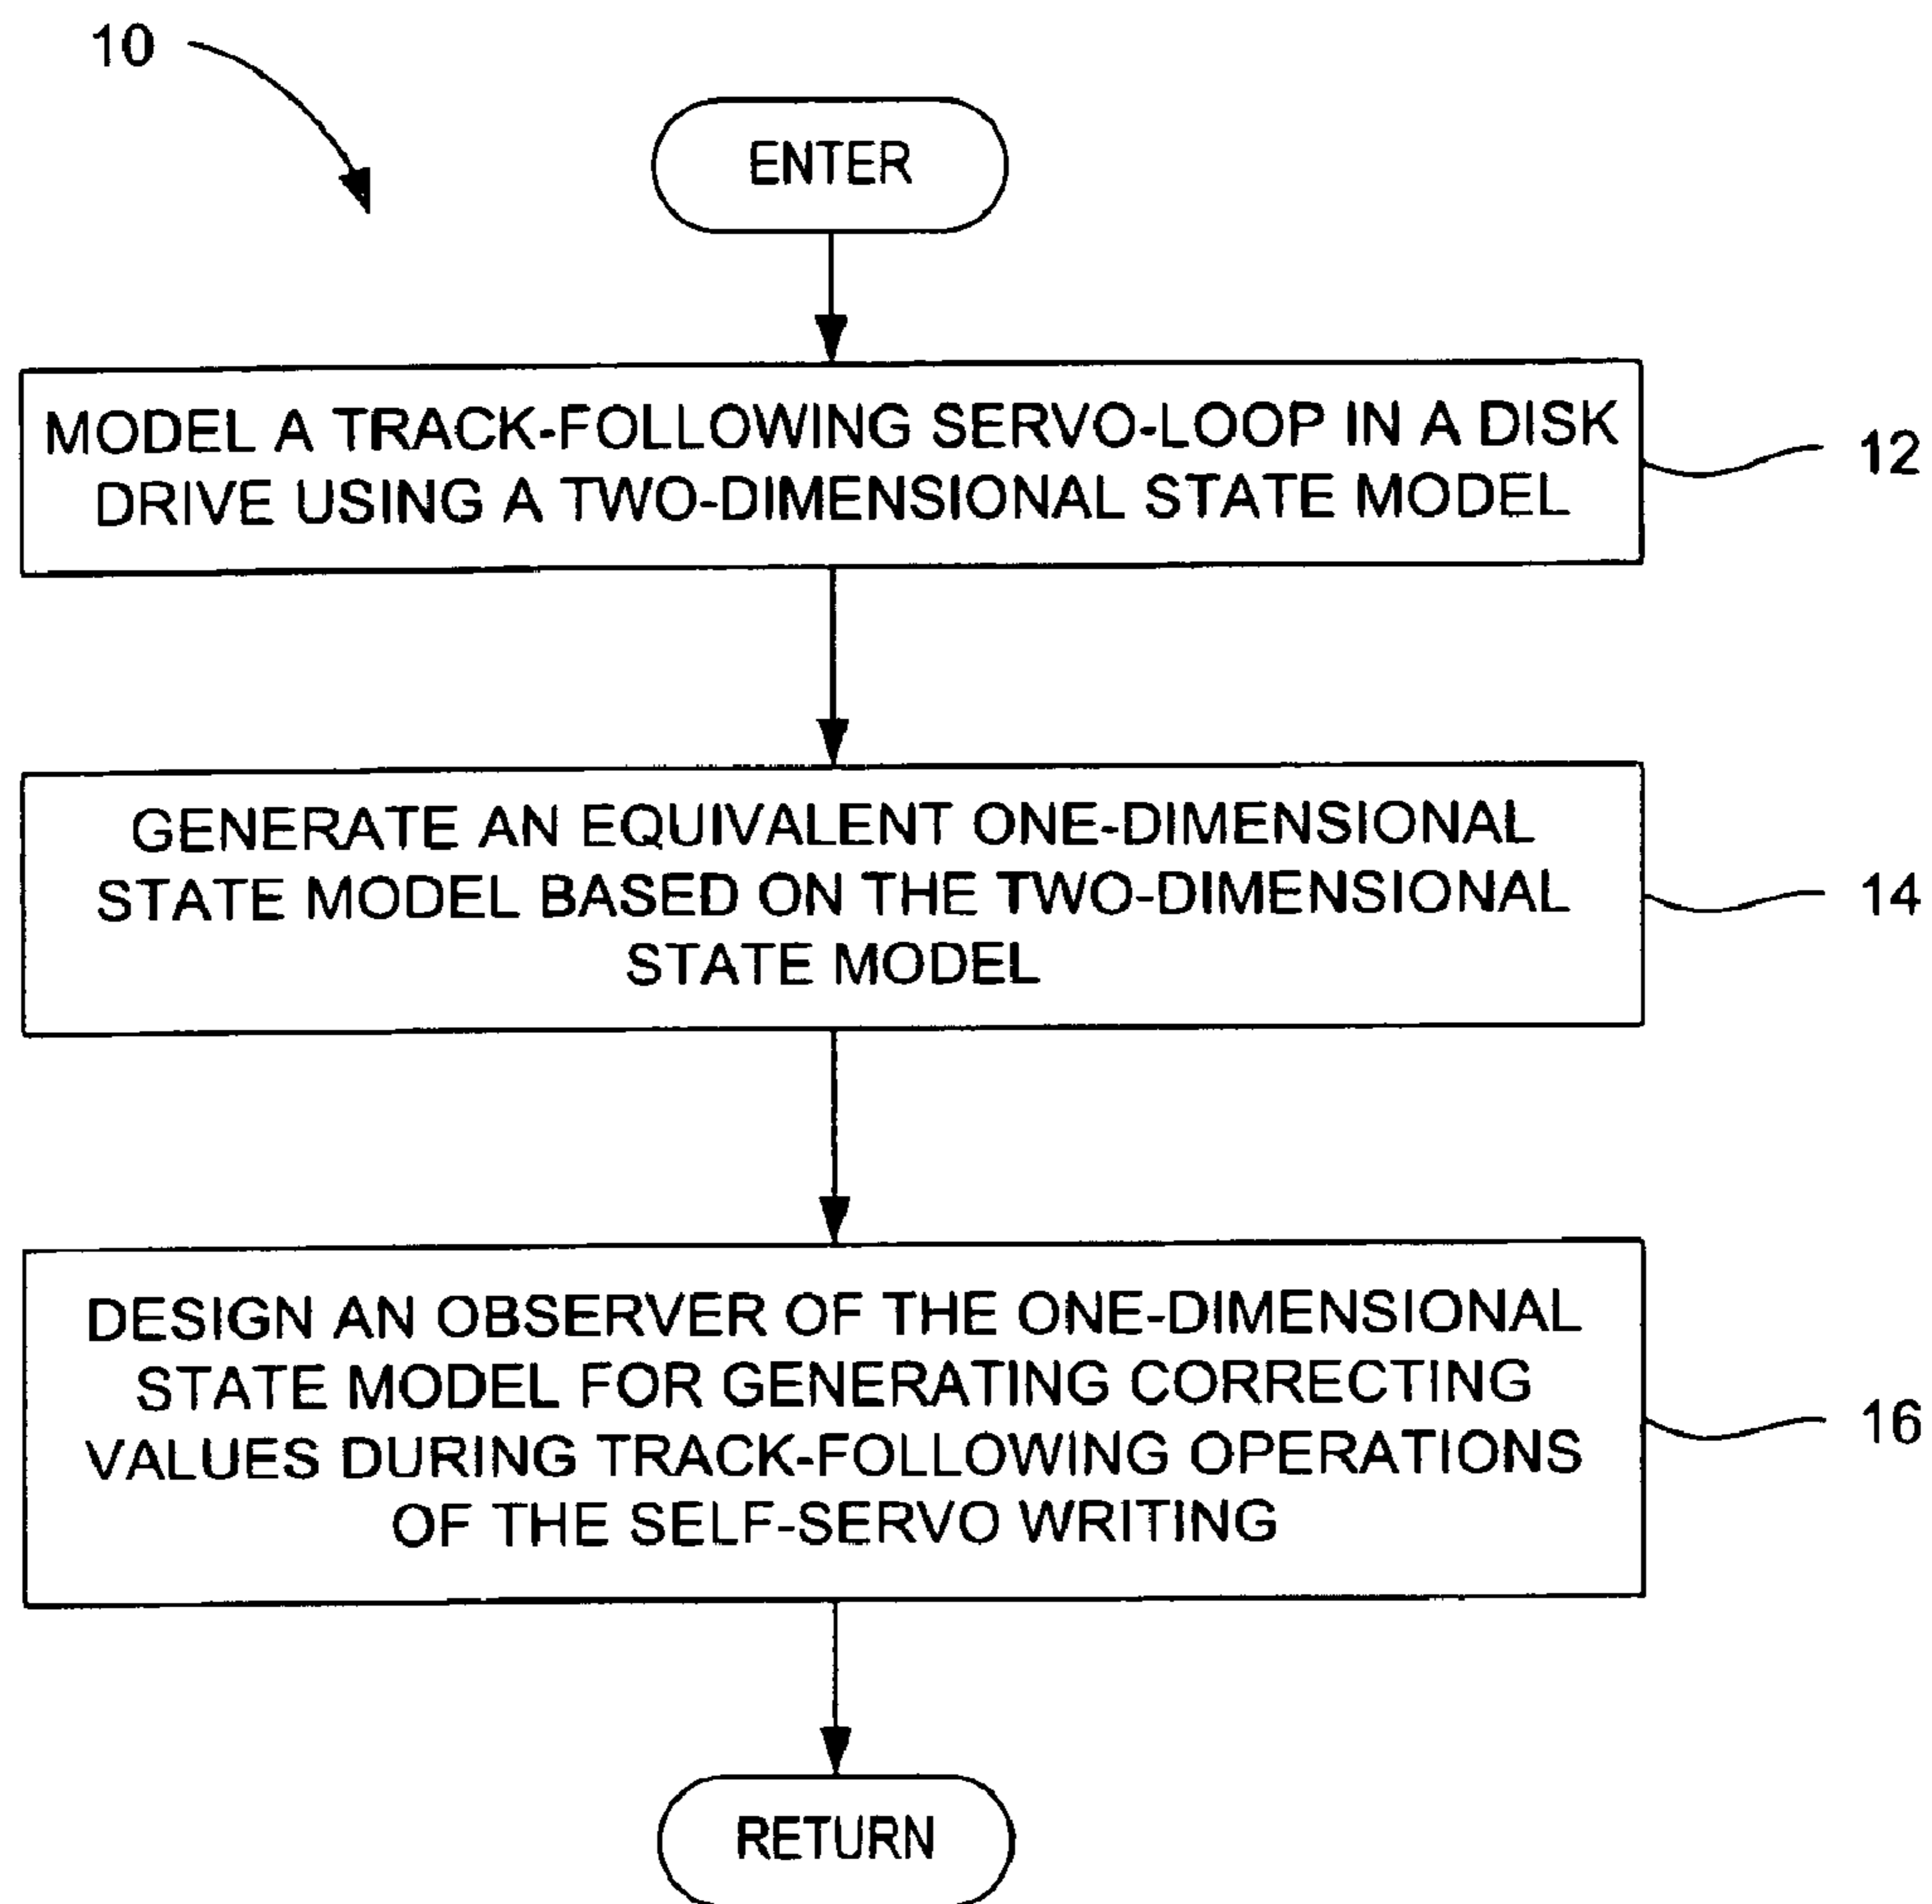 10
ENTER
MODEL A TRACK-FOLLOWING SERVO-LOOP IN A DISK
DRIVE USING A TWO-DIMENSIONAL STATE MODEL
12
GENERATE AN EQUIVALENT ONE-DIMENSIONAL
STATE MODEL BASED ON THE TWO-DIMENSIONAL
STATE MODEL
14
DESIGN AN OBSERVER OF THE ONE-DIMENSIONAL
STATE MODEL FOR GENERATING CORRECTING
VALUES DURING TRACK-FOLLOWING OPERATIONS
OF THE SELF-SERVO WRITING
16
RETURN